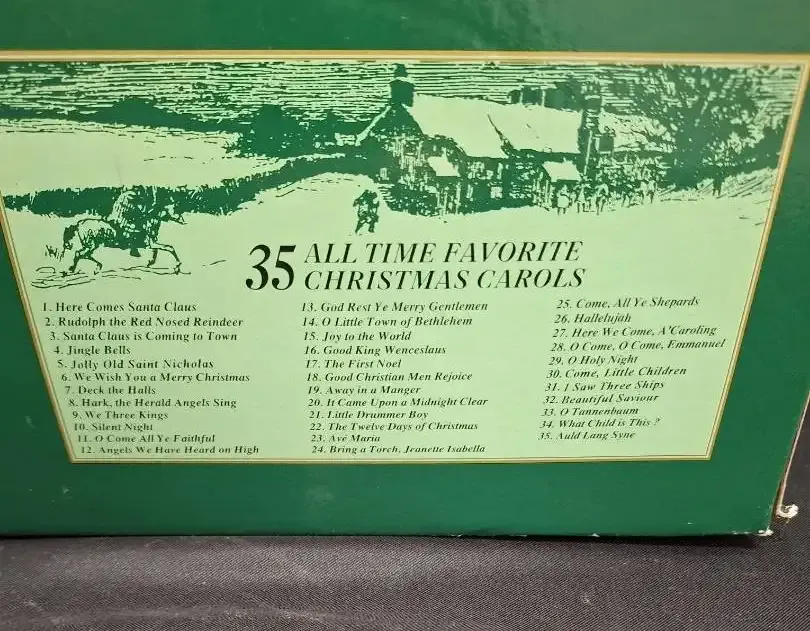 35 ALL TIME FAVORITE
CHRISTMAS CAROLS
1. Here Comes Santa Claus
2. Rudolph the Red Nosed Reindeer
3. Santa Claus is Coming to Town
4. Jingle Bells
5. Jolly Old Saint Nicholas
6. We Wish You a Merry Christmas
7. Deck the Halls
8. Hark, the Herald Angels Sing
9. We Three Kings
10. Silent Night
11. O Come All Ye Faithful
12. Angels We Have Heard on High
13. God Rest Ye Merry Gentlemen
14. O Little Town of Bethlehem
15. Joy to the World
16. Good King Wenceslaus
17. The First Noel
18. Good Christian Men Rejoice
19. Away in a Manger
20. It Came Upon a Midnight Clear
21. Little Drummer Boy
22. The Twelve Days of Christmas
23. Avé Maria
24. Bring a Torch, Jeanette Isabella
25. Come, All Ye Shepards
26. Hallelujah
27. Here We Come, A'Caroling
28. O Come, O Come, Emmanuel
29. O Holy Night
30. Come, Little Children
31. I Saw Three Ships
32. Beautiful Saviour
33. O Tannenbaum
34. What Child is This ?
35. Auld Lang Syne